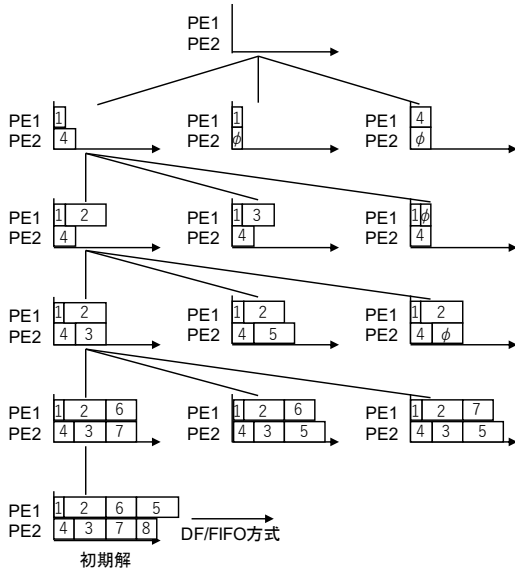 PE1
PE2
PE1 1
PE2 4
PE1 1
PE2 φ
PE1 4
PE2 φ
PE1 1 2
PE2 4
PE1 1 3
PE2 4
PE1 1 φ
PE2 4
PE1 1 2
PE2 4 3
PE1 1 2
PE2 4 5
PE1 1 2
PE2 4 φ
PE1 1 2 6
PE2 4 3 7
PE1 1 2 6
PE2 4 3 5
PE1 1 2 7
PE2 4 3 5
PE1 1 2 6 5
PE2 4 3 7 8
DF/FIFO方式
初期解